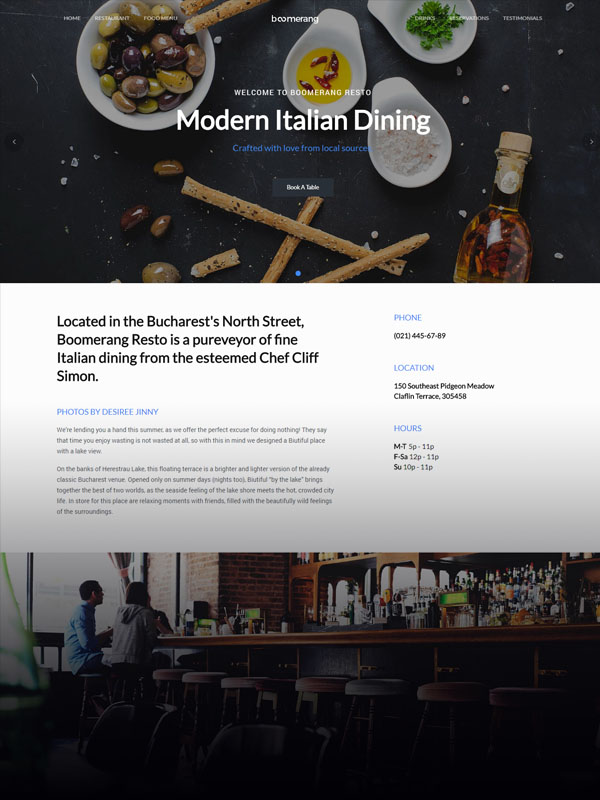 HOME RESTAURANT FOOD MENU boomerang DRINKS RESERVATIONS TESTIMONIALS
WELCOME TO BOOMERANG RESTO
Modern Italian Dining
Crafted with love from local sources
Book A Table
Located in the Bucharest's North Street,
Boomerang Resto is a pureveyor of fine
Italian dining from the esteemed Chef Cliff
Simon.
PHOTOS BY DESIREE JINNY
We're lending you a hand this summer, as we offer the perfect excuse for doing nothing! They say
that time you enjoy wasting is not wasted at all, so with this in mind we designed a Biutiful place
with a lake view.
On the banks of Herestrau Lake, this floating terrace is a brighter and lighter version of the already
classic Bucharest venue. Opened only on summer days (nights too), Biutiful "by the lake" brings
together the best of two worlds, as the seaside feeling of the lake shore meets the hot, crowded city
life. In store for this place are relaxing moments with friends, filled with the beautifully wild feelings
of the surroundings.
PHONE
(021) 445-67-89
LOCATION
150 Southeast Pidgeon Meadow
Claflin Terrace, 305458
HOURS
M-T 5p - 11p
F-Sa 12p - 11p
Su 10p - 11p